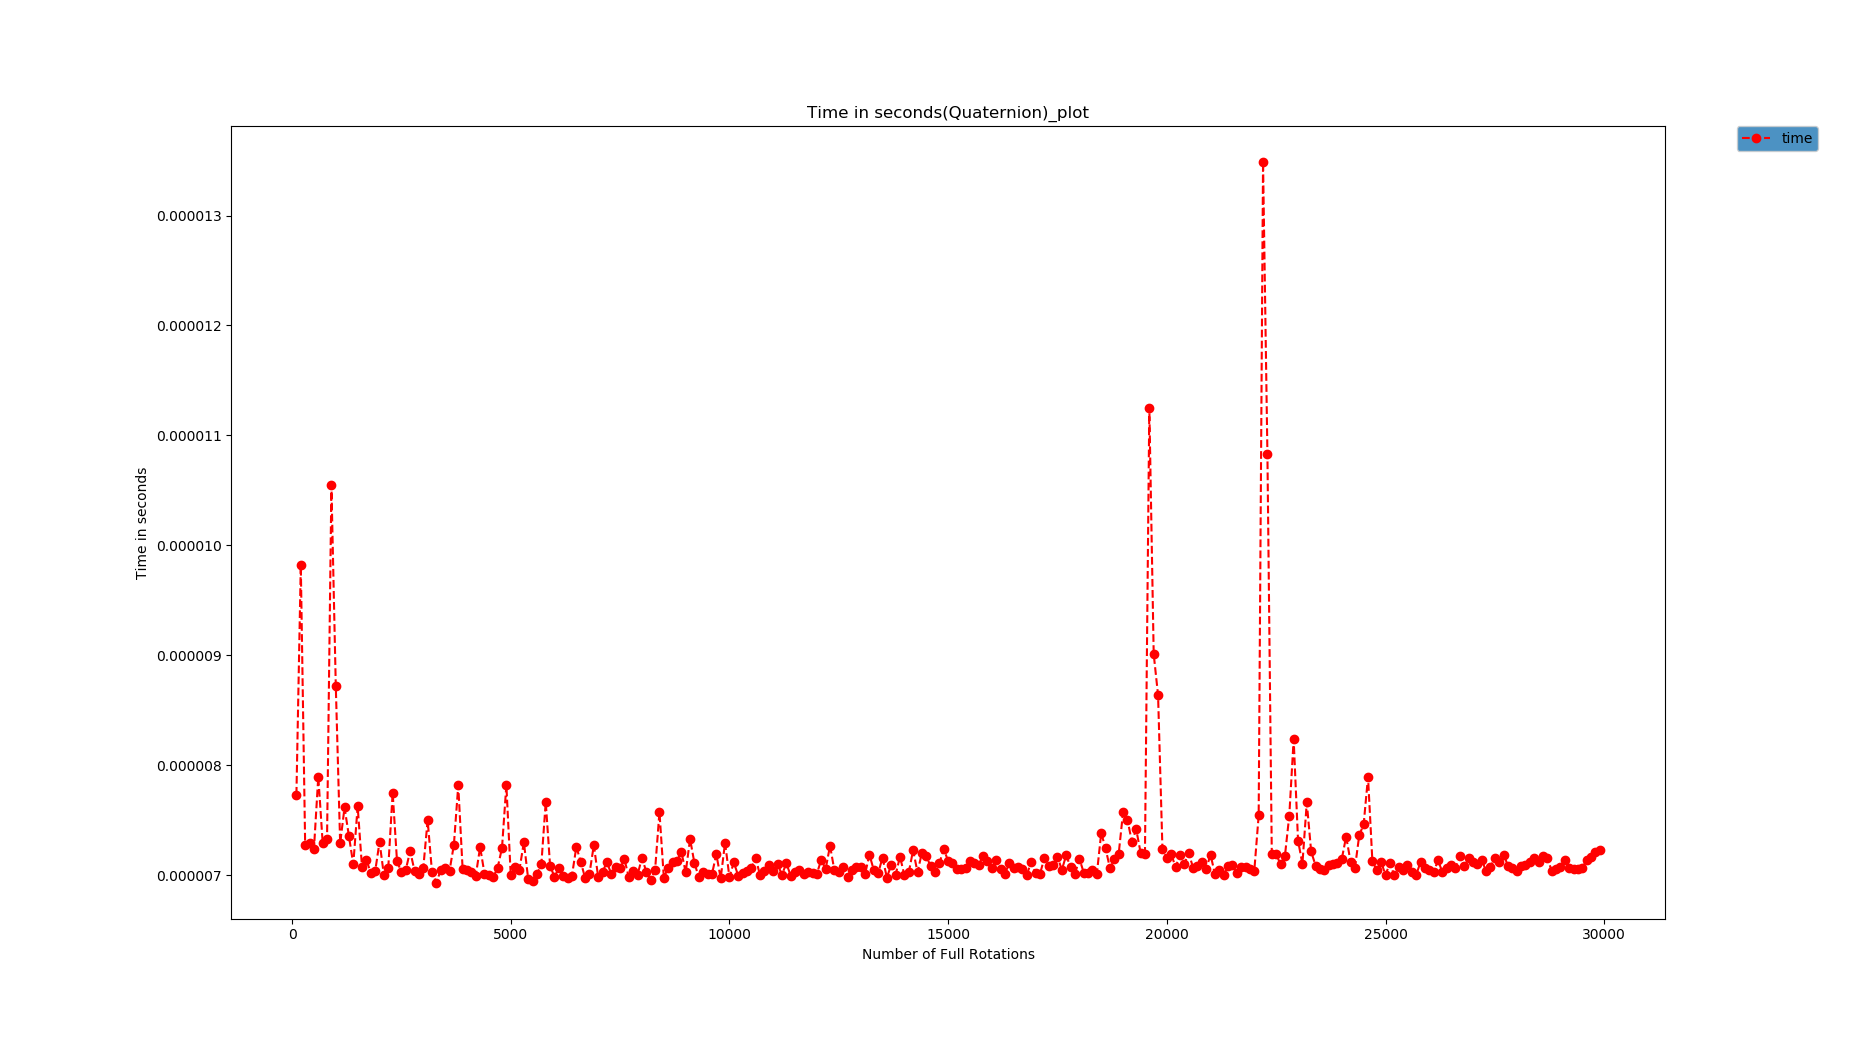 Time in seconds(Quaternion)_plot
time
0.000013
0.000012
0.000011
0.000010
0.000009
0.000008
0.000007
Time in seconds
0 5000 10000 15000 20000 25000 30000
Number of Full Rotations